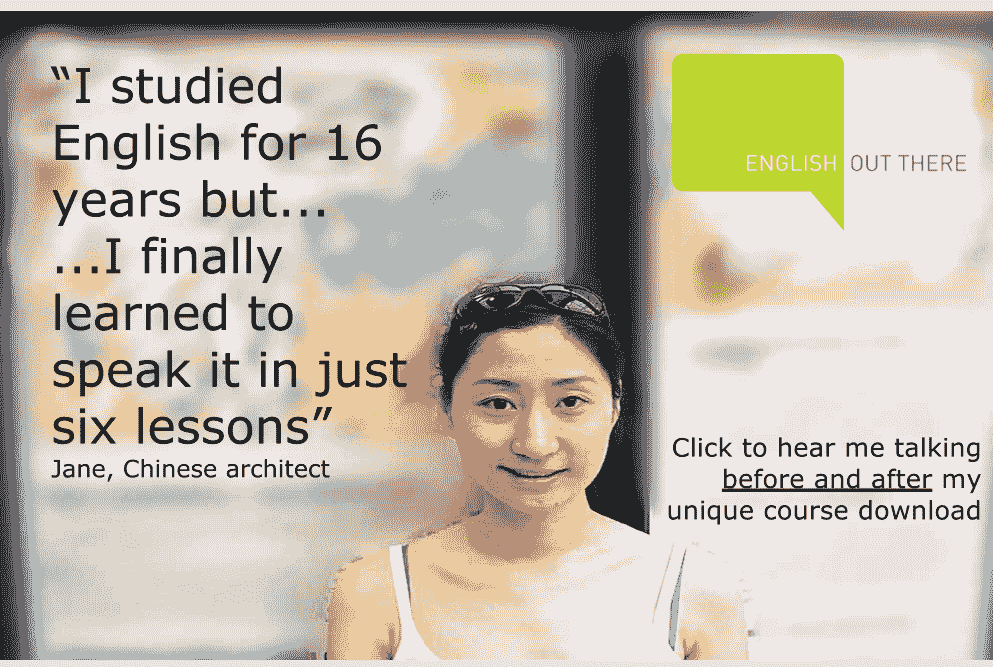 “I studied
English for 16
years but...
...I finally
learned to
speak it in just
six lessons”
Jane, Chinese architect
ENGLISH OUT THERE
Click to hear me talking
before and after my
unique course download